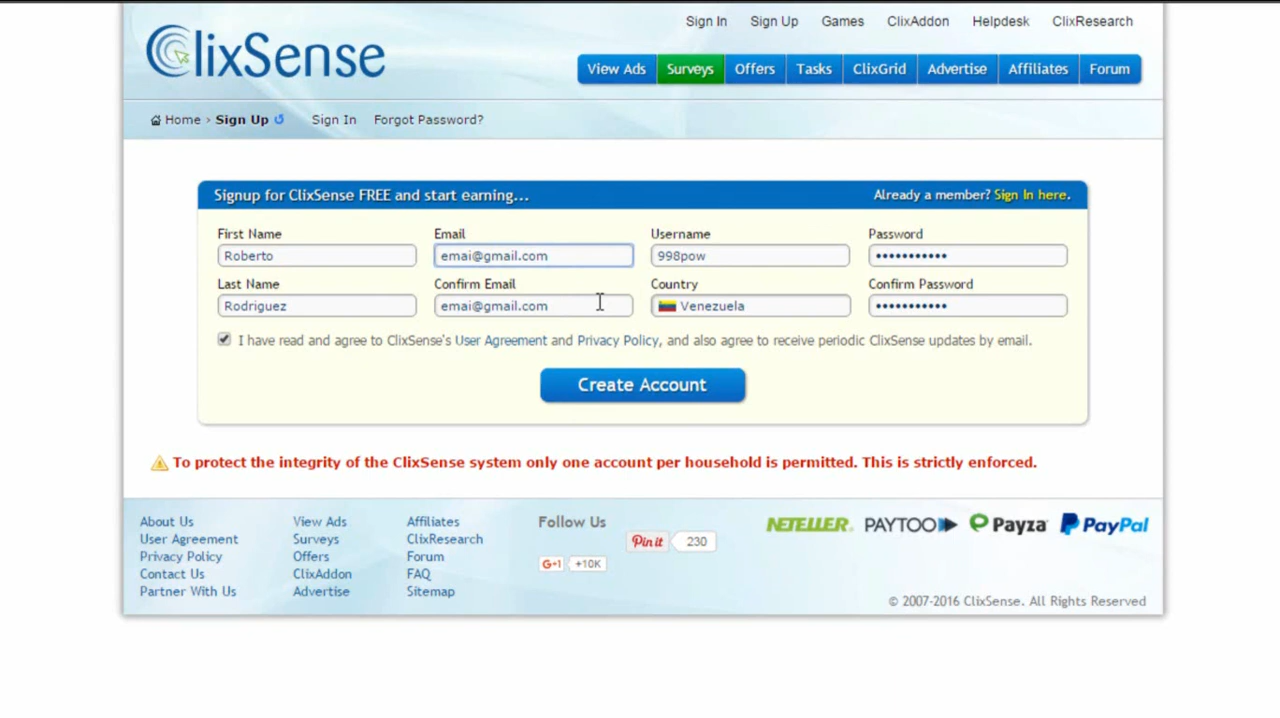 Sign In Sign Up Games ClixAddon Helpdesk ClixResearch
ClixSense
View Ads Surveys Offers Tasks ClixGrid Advertise Affiliates Forum
Home › Sign Up Sign In Forgot Password?
Signup for ClixSense FREE and start earning... Already a member? Sign In here.
First Name Email Username Password
Roberto emai@gmail.com 998pow •••••••••••
Last Name Confirm Email Country Confirm Password
Rodriguez emai@gmail.com Venezuela •••••••••••
I have read and agree to ClixSense's User Agreement and Privacy Policy, and also agree to receive periodic ClixSense updates by email.
Create Account
To protect the integrity of the ClixSense system only one account per household is permitted. This is strictly enforced.
About Us View Ads Affiliates Follow Us NETELLER PAYTOO Payza PayPal
User Agreement Surveys ClixResearch Pin it 230
Privacy Policy Offers Forum
Contact Us ClixAddon FAQ G+1 +10K
Partner With Us Advertise Sitemap
© 2007-2016 ClixSense. All Rights Reserved